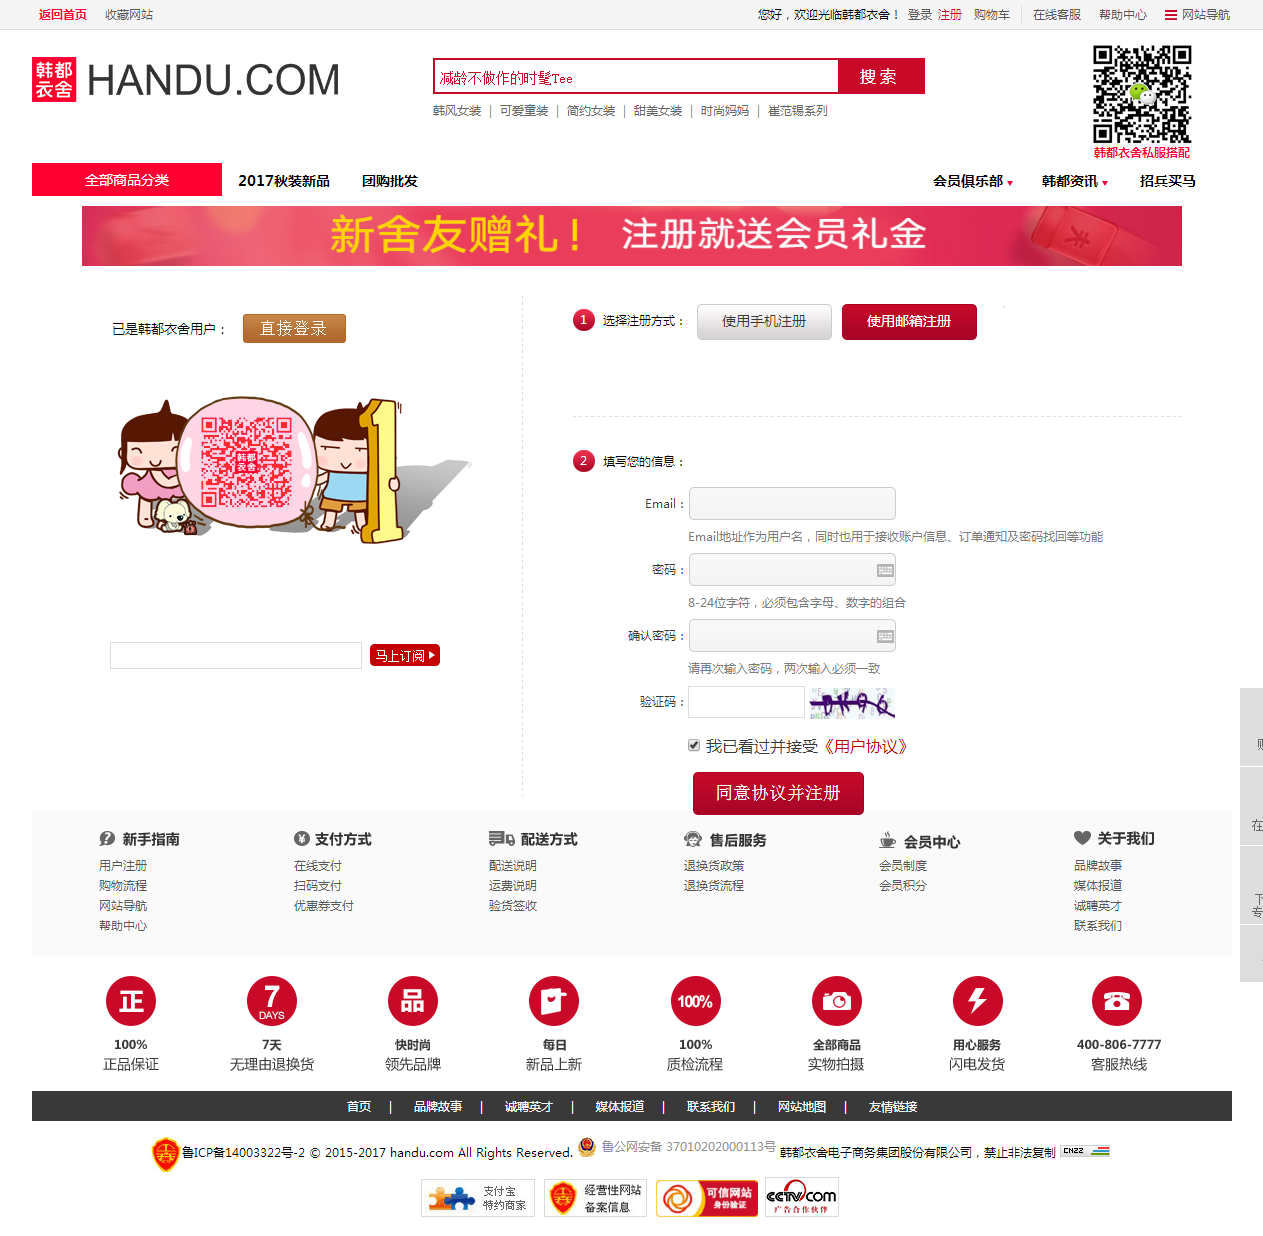 返回首页 收藏网站 您好，欢迎光临韩都衣舍！ 登录 注册 购物车 在线客服 帮助中心 网站导航
韩都衣舍 HANDU.COM
减龄不做作的时髦Tee 搜索
韩风女装 | 可爱童装 | 简约女装 | 甜美女装 | 时尚妈妈 | 崔范锡系列
韩都衣舍私服搭配
全部商品分类 2017秋装新品 团购批发 会员俱乐部 韩都资讯 招兵买马
新舍友赠礼！ 注册就送会员礼金
已是韩都衣舍用户： 直接登录
1 选择注册方式： 使用手机注册 使用邮箱注册
韩都衣舍
2 填写您的信息：
Email：
Email地址作为用户名，同时也用于接收账户信息、订单通知及密码找回等功能
密码：
8-24位字符，必须包含字母、数字的组合
确认密码：
请再次输入密码，两次输入必须一致
马上订阅
验证码：
我已看过并接受《用户协议》
同意协议并注册
新手指南 支付方式 配送方式 售后服务 会员中心 关于我们
用户注册 在线支付 配送说明 退换货政策 会员制度 品牌故事
购物流程 扫码支付 运费说明 退换货流程 会员积分 媒体报道
网站导航 优惠券支付 验货签收 诚聘英才
帮助中心 联系我们
正 7 DAYS 品 100%
100% 7天 快时尚 每日 100% 全部商品 用心服务 400-806-7777
正品保证 无理由退换货 领先品牌 新品上新 质检流程 实物拍摄 闪电发货 客服热线
首页 | 品牌故事 | 诚聘英才 | 媒体报道 | 联系我们 | 网站地图 | 友情链接
鲁ICP备14003322号-2 © 2015-2017 handu.com All Rights Reserved. 鲁公网安备 37010202000113号 韩都衣舍电子商务集团股份有限公司，禁止非法复制 CNZZ
支付宝 特约商家 经营性网站 备案信息 可信网站 身份验证 CCTV.COM 广告合作伙伴